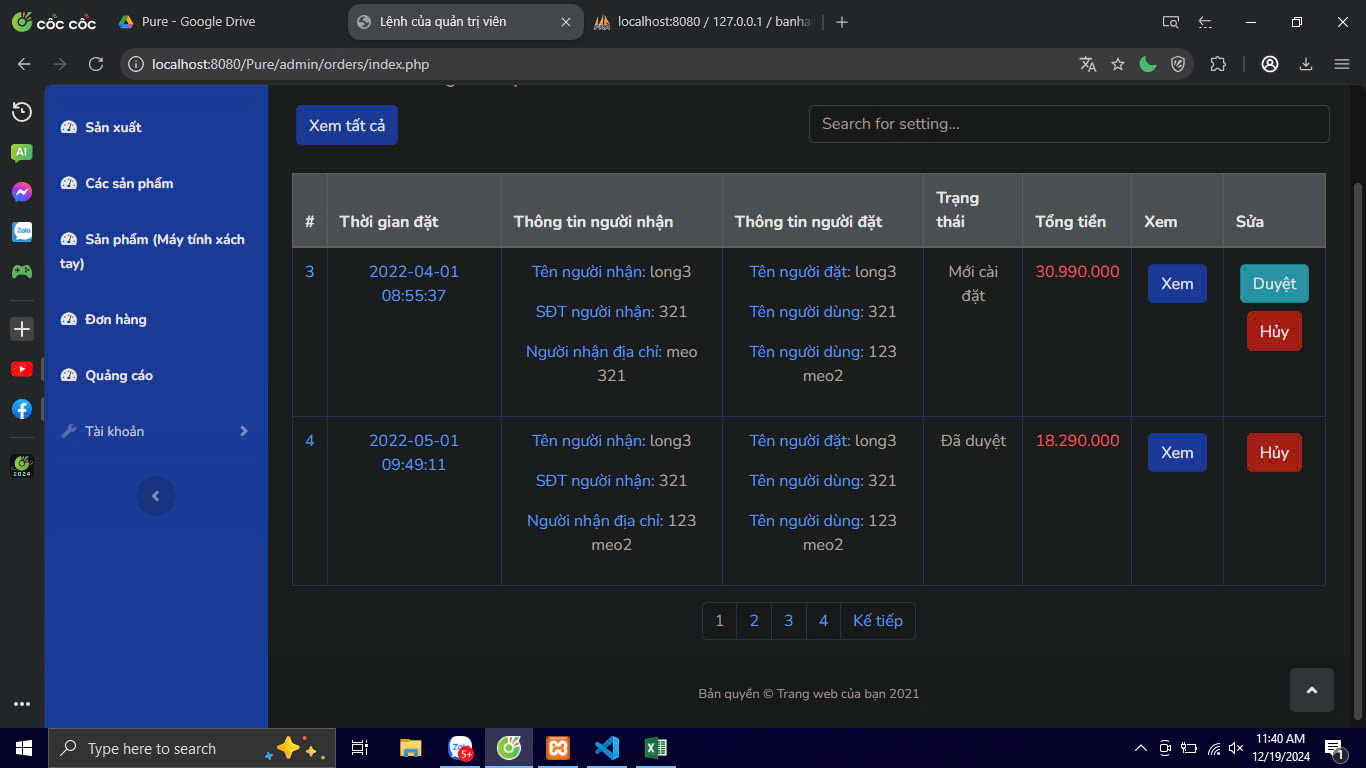 cốc cốc
Pure - Google Drive
Lệnh của quản trị viên
localhost:8080 / 127.0.0.1 / banhan
localhost:8080/Pure/admin/orders/index.php
AI
Zalo
2024
Sản xuất
Các sản phẩm
Sản phẩm (Máy tính xách
tay)
Đơn hàng
Quảng cáo
Tài khoản
Xem tất cả
Search for setting...
# Thời gian đặt Thông tin người nhận Thông tin người đặt Trạng
thái Tổng tiền Xem Sửa
3 2022-04-01 Tên người nhận: long3 Tên người đặt: long3 Mới cài 30.990.000 Xem Duyệt
08:55:37 SĐT người nhận: 321 Tên người dùng: 321 đặt Hủy
Người nhận địa chỉ: meo Tên người dùng: 123
321 meo2
4 2022-05-01 Tên người nhận: long3 Tên người đặt: long3 Đã duyệt 18.290.000 Xem Hủy
09:49:11 SĐT người nhận: 321 Tên người dùng: 321
Người nhận địa chỉ: 123 Tên người dùng: 123
meo2 meo2
1 2 3 4 Kế tiếp
Bản quyền © Trang web của bạn 2021
Type here to search
5+
11:40 AM
12/19/2024
1